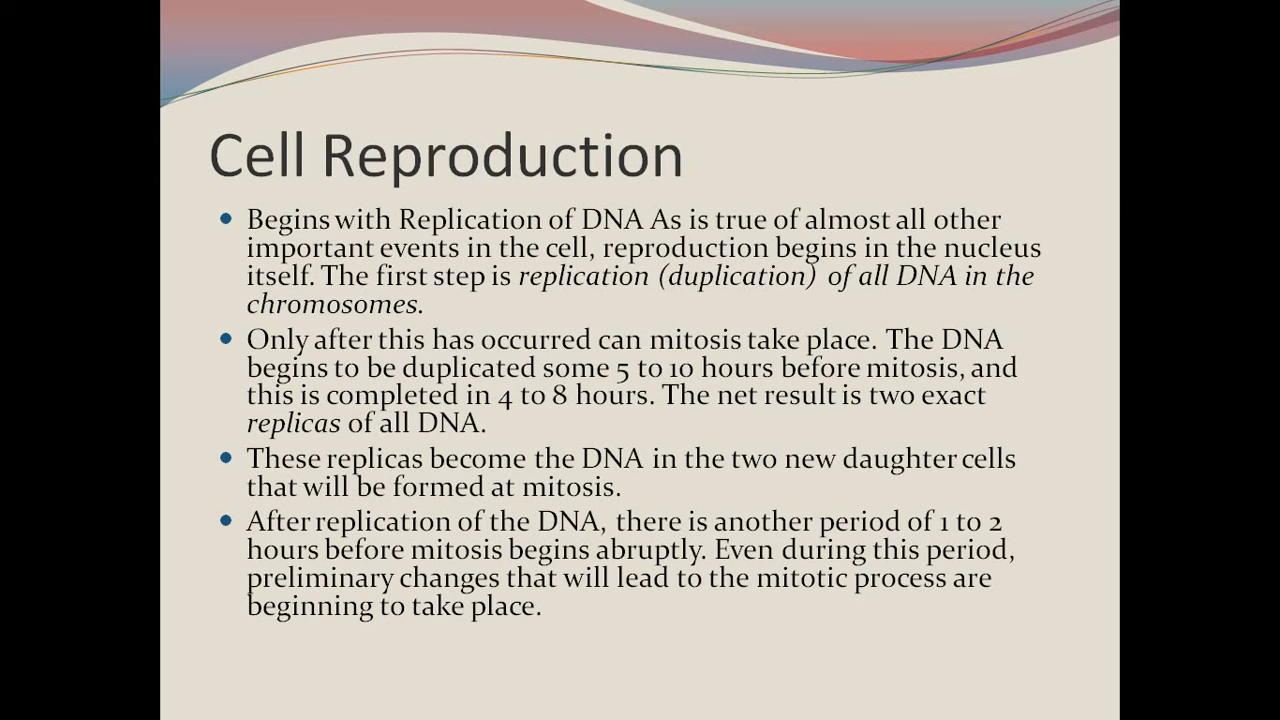 Cell Reproduction
Begins with Replication of DNA As is true of almost all other
important events in the cell, reproduction begins in the nucleus
itself. The first step is replication (duplication) of all DNA in the
chromosomes.
Only after this has occurred can mitosis take place. The DNA
begins to be duplicated some 5 to 10 hours before mitosis, and
this is completed in 4 to 8 hours. The net result is two exact
replicas of all DNA.
These replicas become the DNA in the two new daughter cells
that will be formed at mitosis.
After replication of the DNA, there is another period of 1 to 2
hours before mitosis begins abruptly. Even during this period,
preliminary changes that will lead to the mitotic process are
beginning to take place.